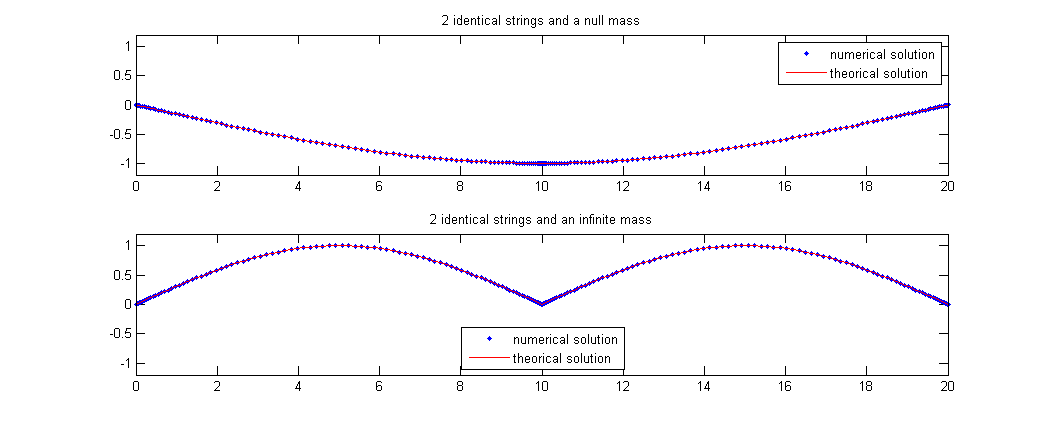 2 identical strings and a null mass
1
numerical solution
0.5
theorical solution
0
-0.5
-1
0 2 4 6 8 10 12 14 16 18 20
2 identical strings and an infinite mass
1
0.5
0
-0.5
numerical solution
theorical solution
-1
0 2 4 6 8 10 12 14 16 18 20